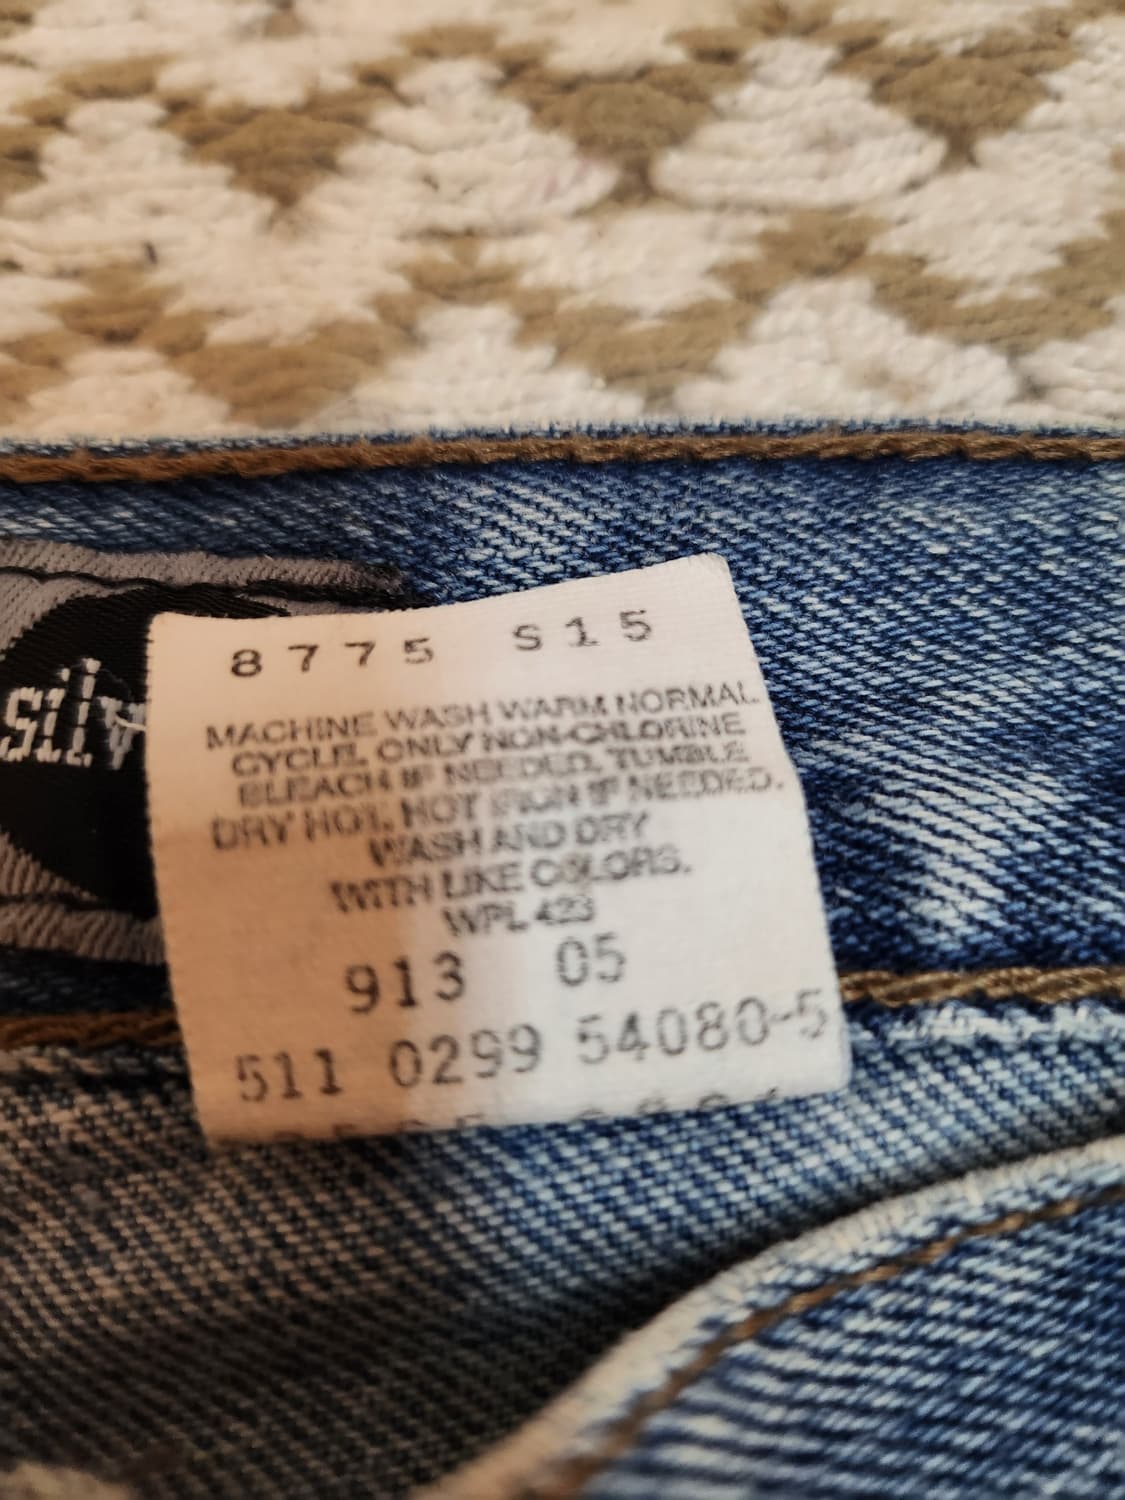 8775 S15
MACHINE WASH WARM NORMAL
CYCLE. ONLY NON-CHLORINE
BLEACH IF NEEDED. TUMBLE
DRY HOT. HOT IRON IF NEEDED.
WASH AND DRY
WITH LIKE COLORS.
WPL 423
913 05
511 0299 54080-5
silv